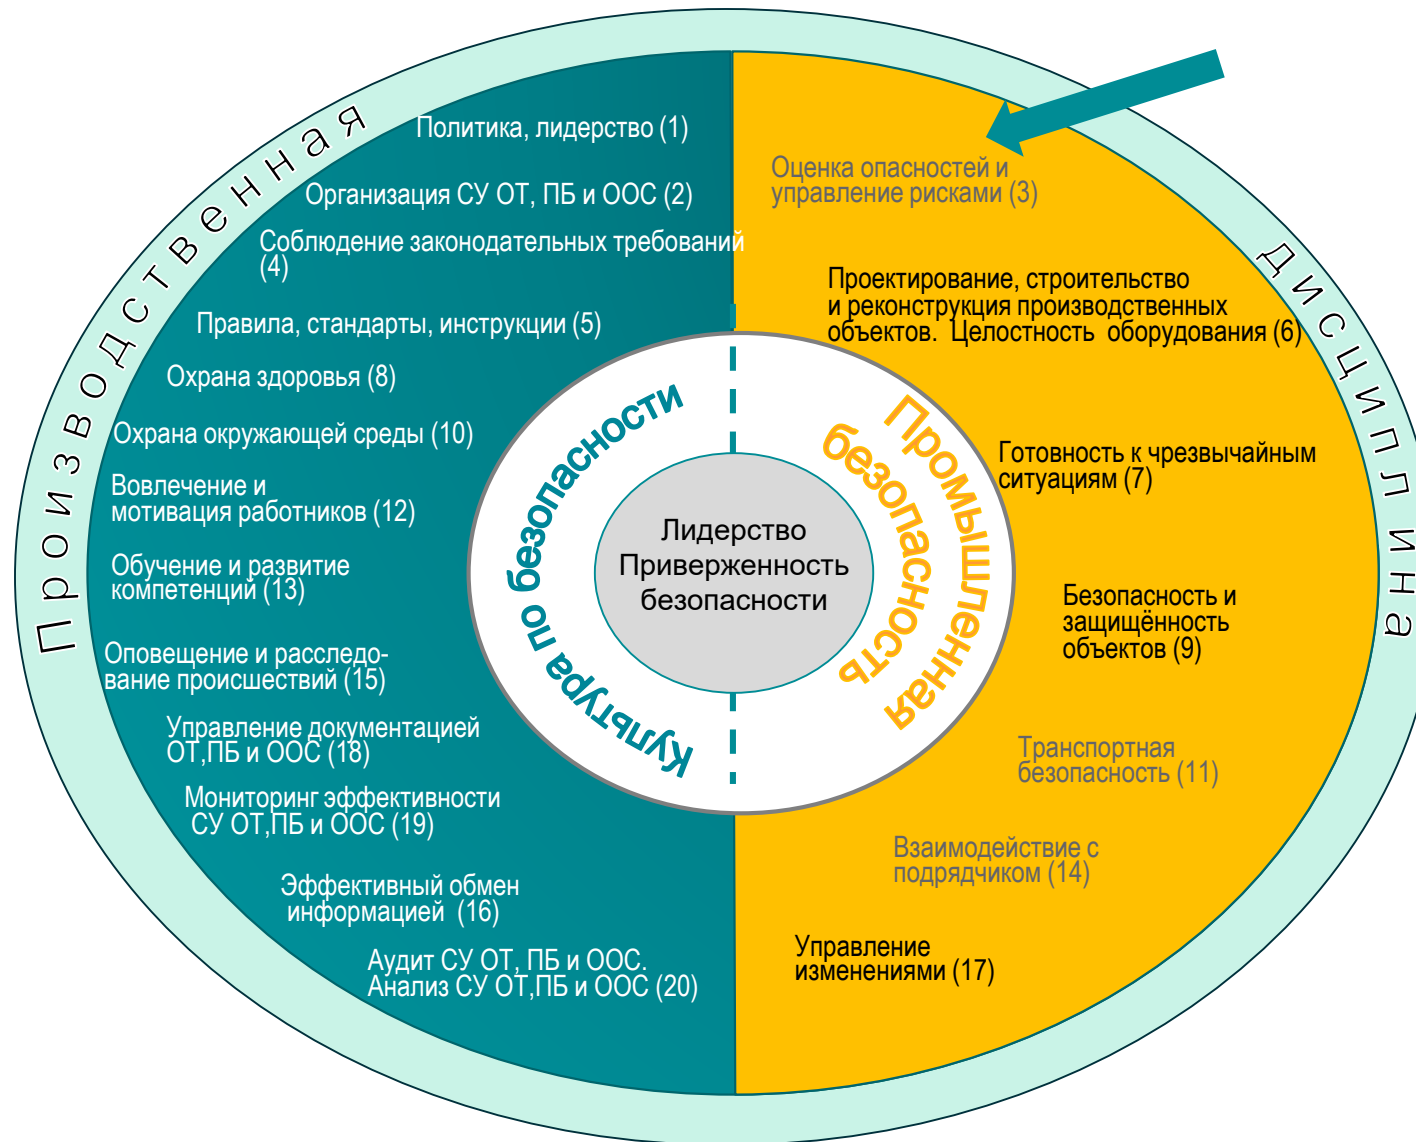 Производственная
дисциплина
Политика, лидерство (1)
Организация СУ ОТ, ПБ и ООС (2)
Соблюдение законодательных требований
(4)
Правила, стандарты, инструкции (5)
Охрана здоровья (8)
Охрана окружающей среды (10)
Вовлечение и
мотивация работников (12)
Обучение и развитие
компетенций (13)
Оповещение и расследо-
вание происшествий (15)
Управление документацией
ОТ,ПБ и ООС (18)
Мониторинг эффективности
СУ ОТ,ПБ и ООС (19)
Эффективный обмен
информацией (16)
Аудит СУ ОТ, ПБ и ООС.
Анализ СУ ОТ,ПБ и ООС (20)
Культура по безопасности
Лидерство
Приверженность
безопасности
Промышленная
безопасность
Оценка опасностей и
управление рисками (3)
Проектирование, строительство
и реконструкция производственных
объектов. Целостность оборудования (6)
Готовность к чрезвычайным
ситуациям (7)
Безопасность и
защищённость
объектов (9)
Транспортная
безопасность (11)
Взаимодействие с
подрядчиком (14)
Управление
изменениями (17)